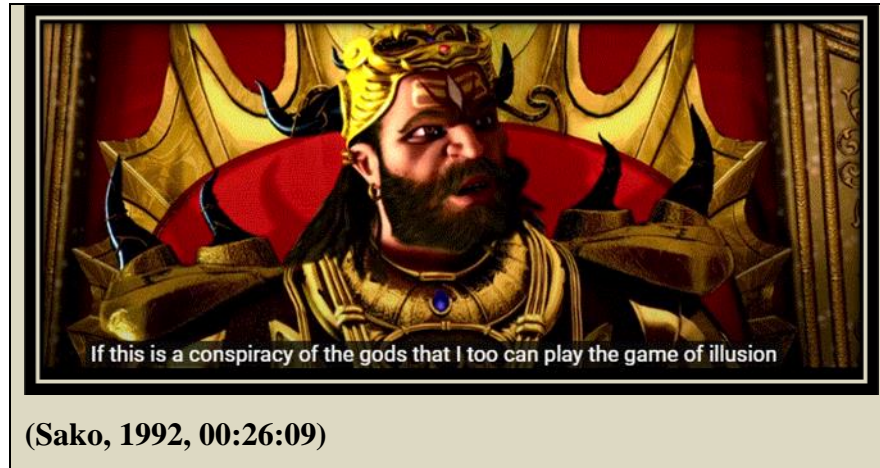 If this is a conspiracy of the gods that I too can play the game of illusion
(Sako, 1992, 00:26:09)